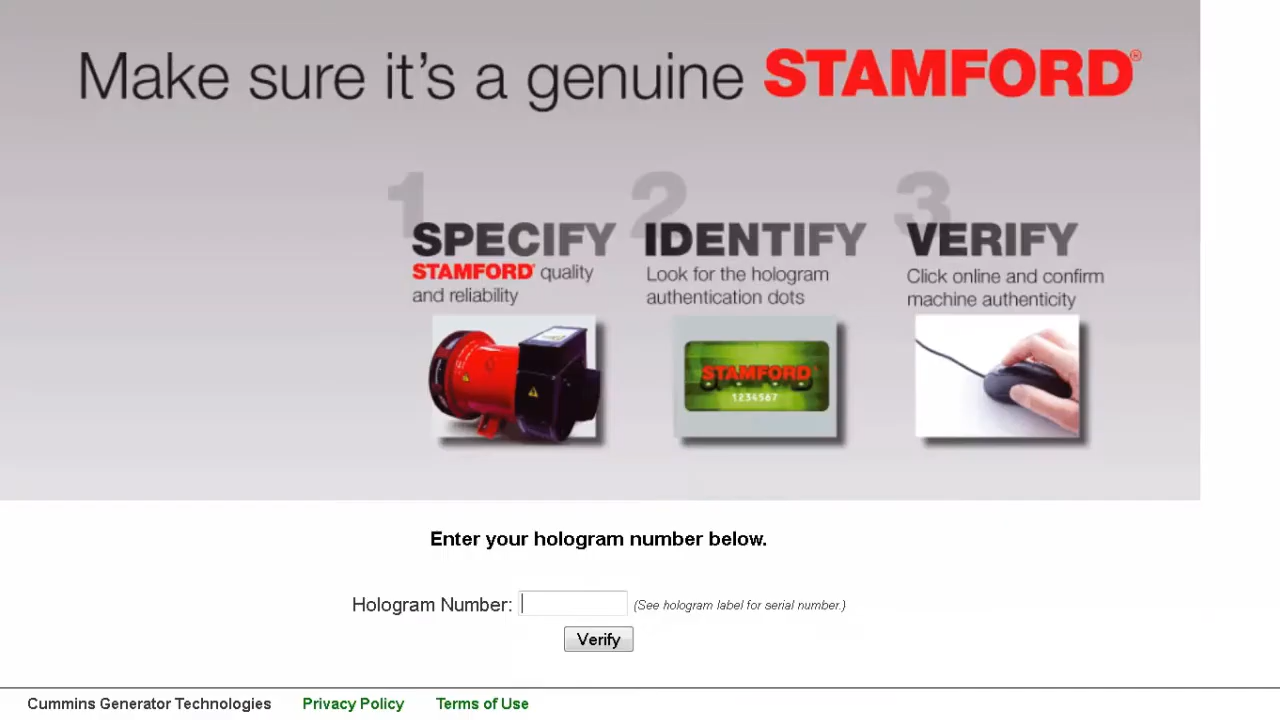 Make sure it's a genuine STAMFORD®
1 2 3
SPECIFY IDENTIFY VERIFY
STAMFORD® quality
and reliability
Look for the hologram
authentication dots
Click online and confirm
machine authenticity
STAMFORD
1234567
Enter your hologram number below.
Hologram Number: (See hologram label for serial number.)
Verify
Cummins Generator Technologies Privacy Policy Terms of Use